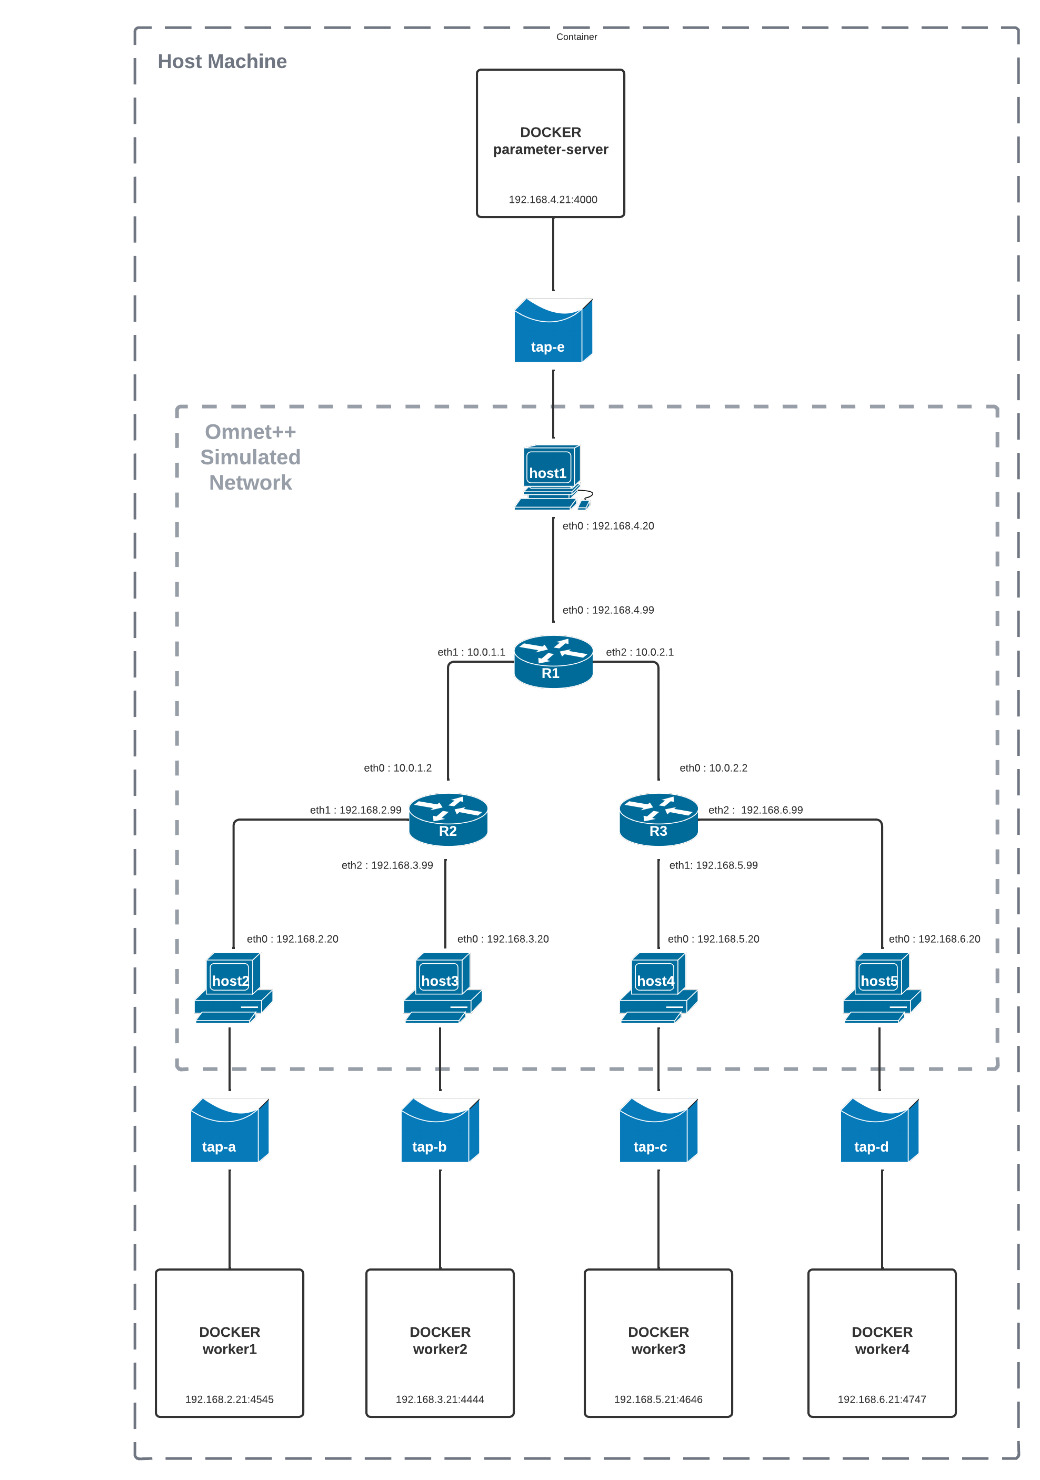 Container
Host Machine
DOCKER
parameter-server
192.168.4.21:4000
tap-e
Omnet++
Simulated
Network
host1
eth0 : 192.168.4.20
eth0 : 192.168.4.99
eth1 : 10.0.1.1
eth2 : 10.0.2.1
R1
eth0 : 10.0.1.2
eth0 : 10.0.2.2
eth1 : 192.168.2.99
eth2 :  192.168.6.99
R2
R3
eth2 : 192.168.3.99
eth1: 192.168.5.99
eth0 : 192.168.2.20
eth0 : 192.168.3.20
eth0 : 192.168.5.20
eth0 : 192.168.6.20
host2
host3
host4
host5
tap-a
tap-b
tap-c
tap-d
DOCKER
worker1
192.168.2.21:4545
DOCKER
worker2
192.168.3.21:4444
DOCKER
worker3
192.168.5.21:4646
DOCKER
worker4
192.168.6.21:4747